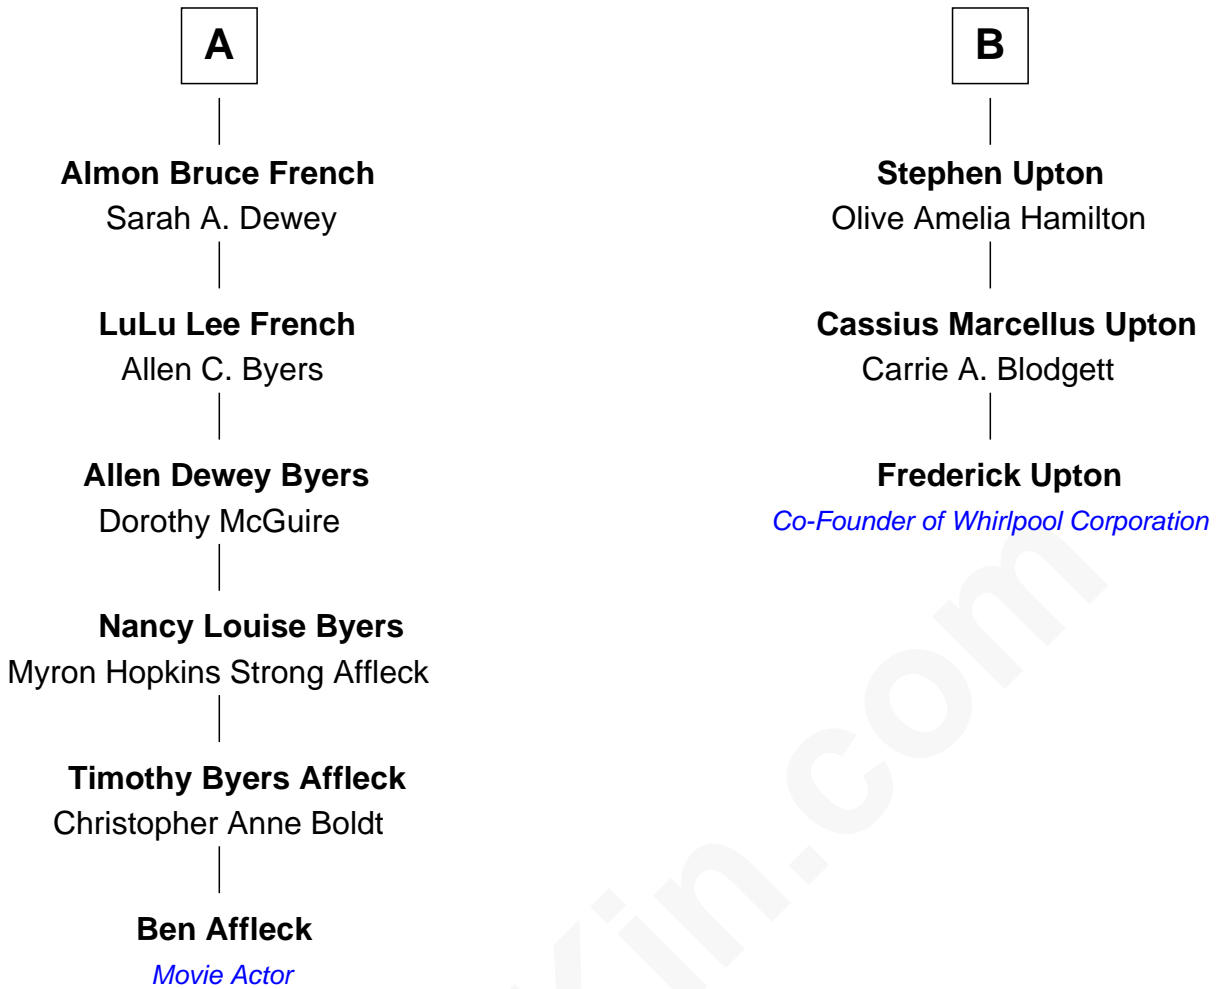 A
Almon Bruce French
Sarah A. Dewey
LuLu Lee French
Allen C. Byers
Allen Dewey Byers
Dorothy McGuire
Nancy Louise Byers
Myron Hopkins Strong Affleck
Timothy Byers Affleck
Christopher Anne Boldt
Ben Affleck
Movie Actor
B
Stephen Upton
Olive Amelia Hamilton
Cassius Marcellus Upton
Carrie A. Blodgett
Frederick Upton
Co-Founder of Whirlpool Corporation
Kin.com